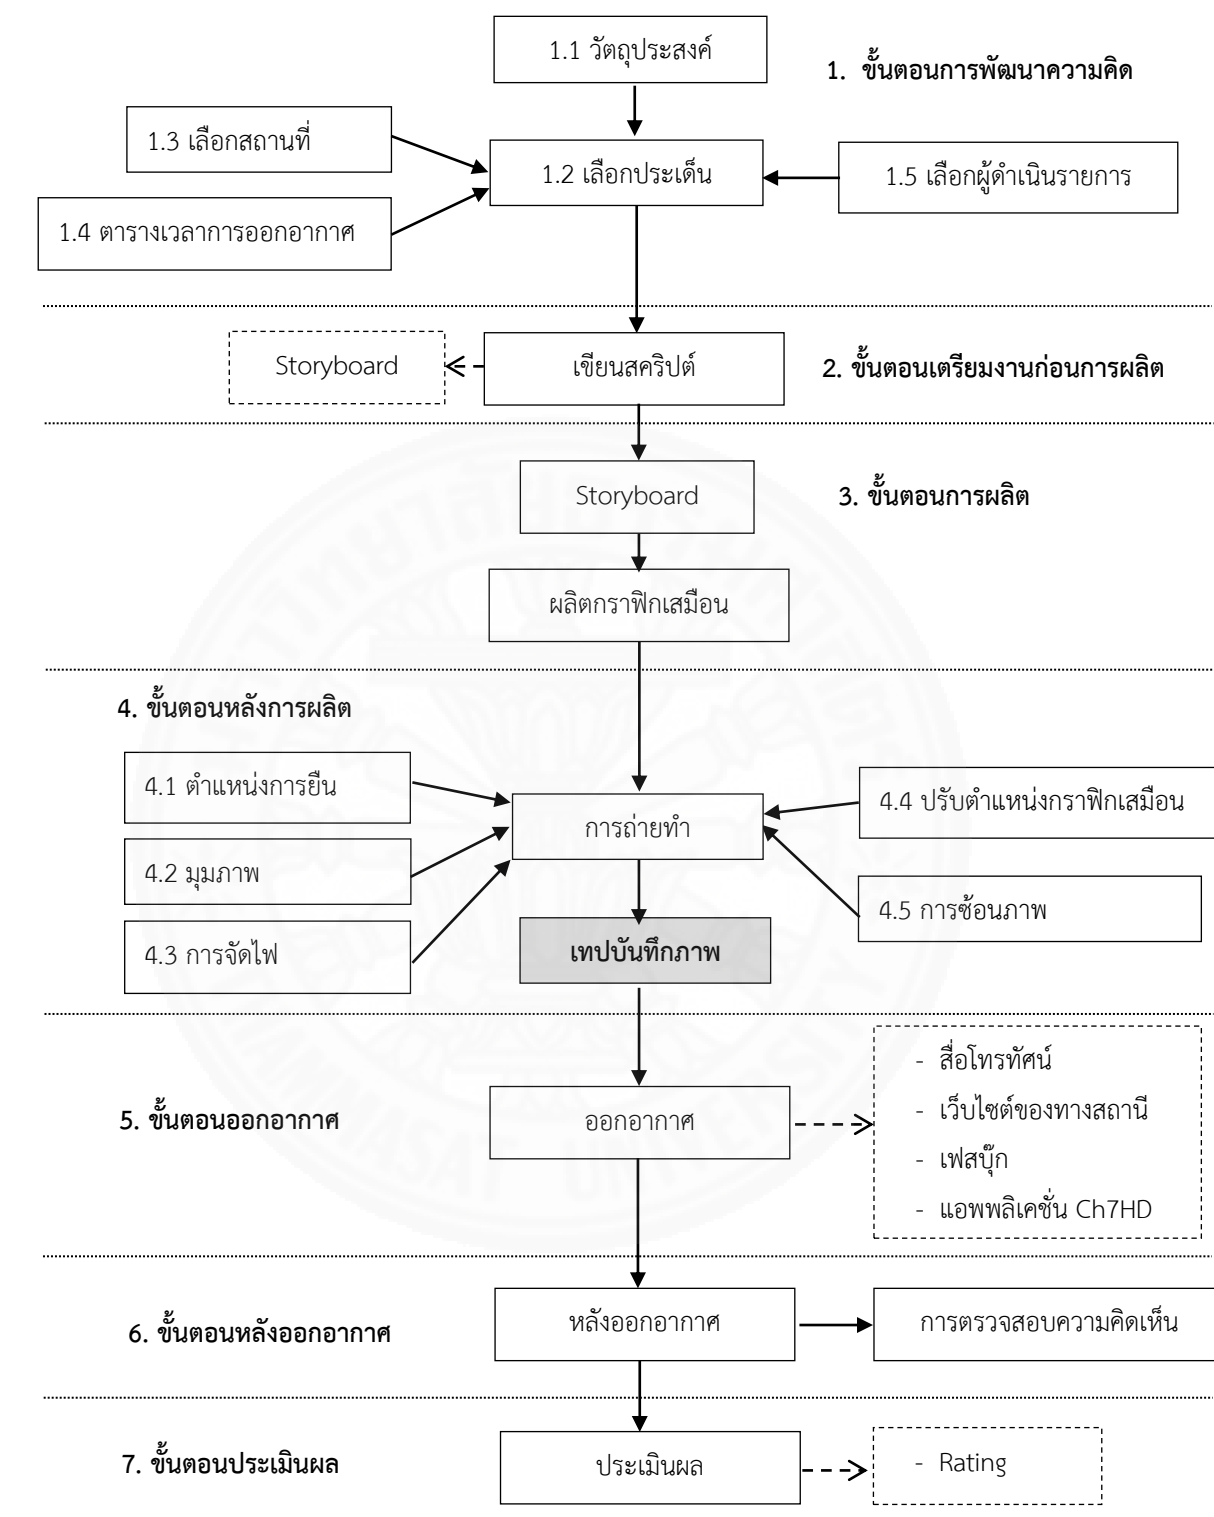 1.1 วัตถุประสงค์
1. ขั้นตอนการพัฒนาความคิด
1.3 เลือกสถานที่
1.2 เลือกประเด็น
1.5 เลือกผู้ดำเนินรายการ
1.4 ตารางเวลาการออกอากาศ
Storyboard
เขียนสคริปต์
2. ขั้นตอนเตรียมงานก่อนการผลิต
Storyboard
3. ขั้นตอนการผลิต
ผลิตกราฟิกเสมือน
4. ขั้นตอนหลังการผลิต
4.1 ตำแหน่งการยืน
4.4 ปรับตำแหน่งกราฟิกเสมือน
การถ่ายทำ
4.2 มุมภาพ
4.5 การซ้อนภาพ
4.3 การจัดไฟ
เทปบันทึกภาพ
5. ขั้นตอนออกอากาศ
ออกอากาศ
- สื่อโทรทัศน์
- เว็บไซต์ของทางสถานี
- เฟสบุ๊ก
- แอพพลิเคชั่น Ch7HD
6. ขั้นตอนหลังออกอากาศ
หลังออกอากาศ
การตรวจสอบความคิดเห็น
7. ขั้นตอนประเมินผล
ประเมินผล
- Rating